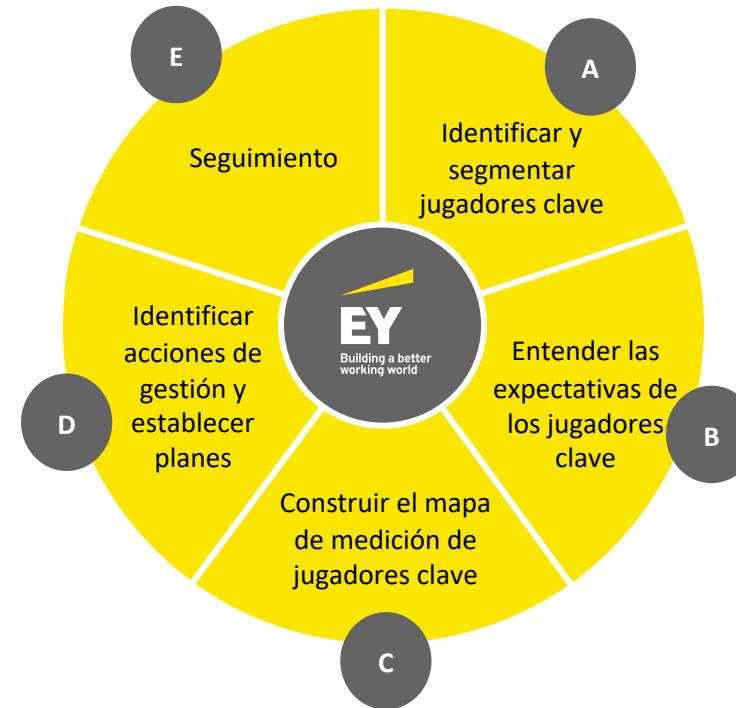 A
Identificar y
segmentar
jugadores clave
B
Entender las
expectativas de
los jugadores
clave
C
Construir el mapa
de medición de
jugadores clave
D
Identificar
acciones de
gestión y
establecer
planes
E
Seguimiento
EY
Building a better
working world